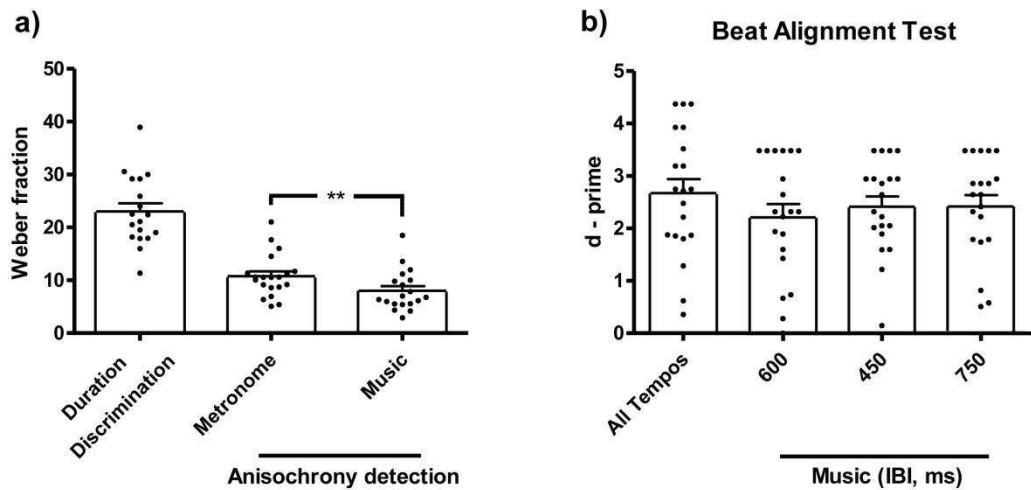 a)
50
40
30
20
10
0
Weber fraction
**
Duration
Discrimination
Metronome
Music
Anisochrony detection
b)
Beat Alignment Test
5
4
3
2
1
0
d - prime
All Tempos
600
450
750
Music (IBI, ms)